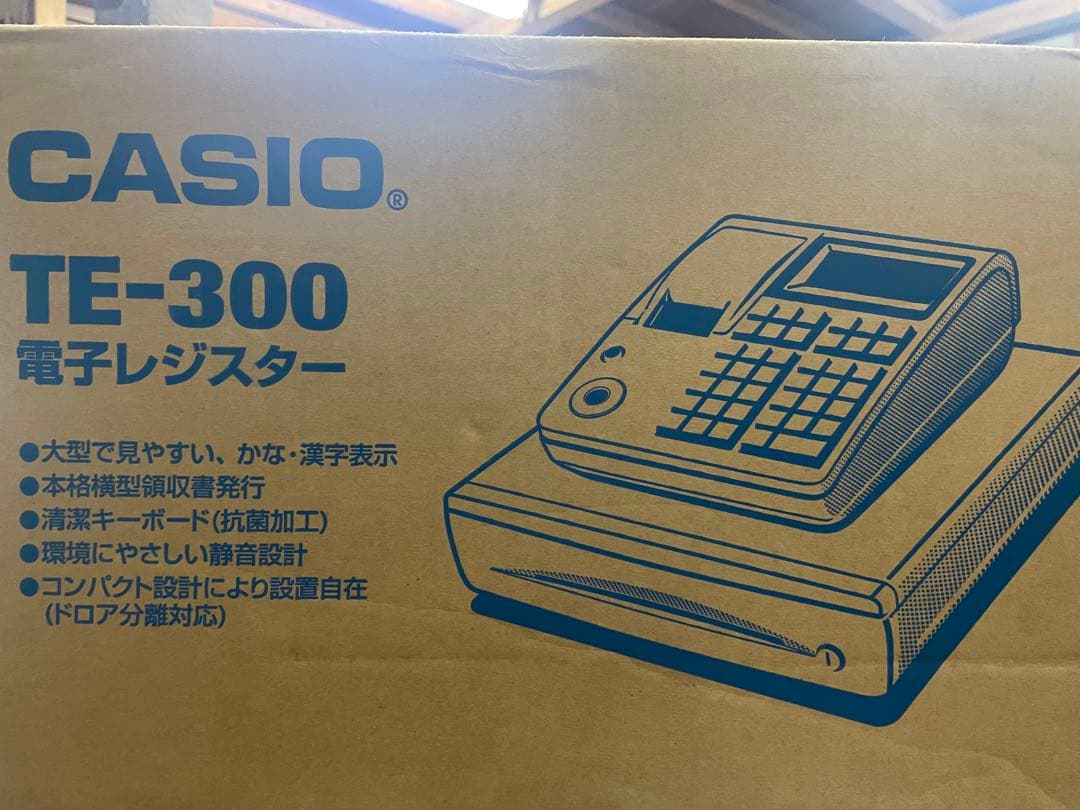 CASIO®
TE-300
電子レジスター
●大型で見やすい、かな・漢字表示
●本格横型領収書発行
●清潔キーボード(抗菌加工)
●環境にやさしい静音設計
●コンパクト設計により設置自在
(ドロア分離対応)